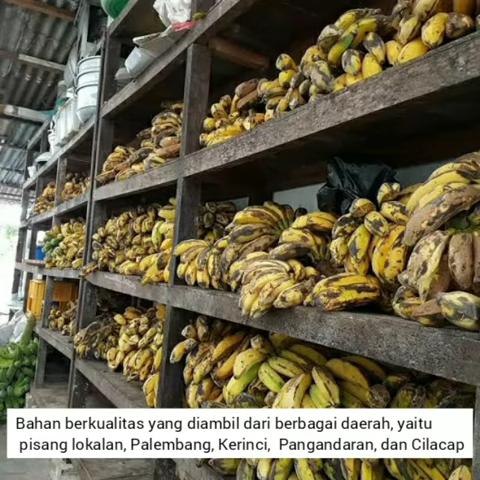 Bahan berkualitas yang diambil dari berbagai daerah, yaitu
pisang lokalan, Palembang, Kerinci, Pangandaran, dan Cilacap